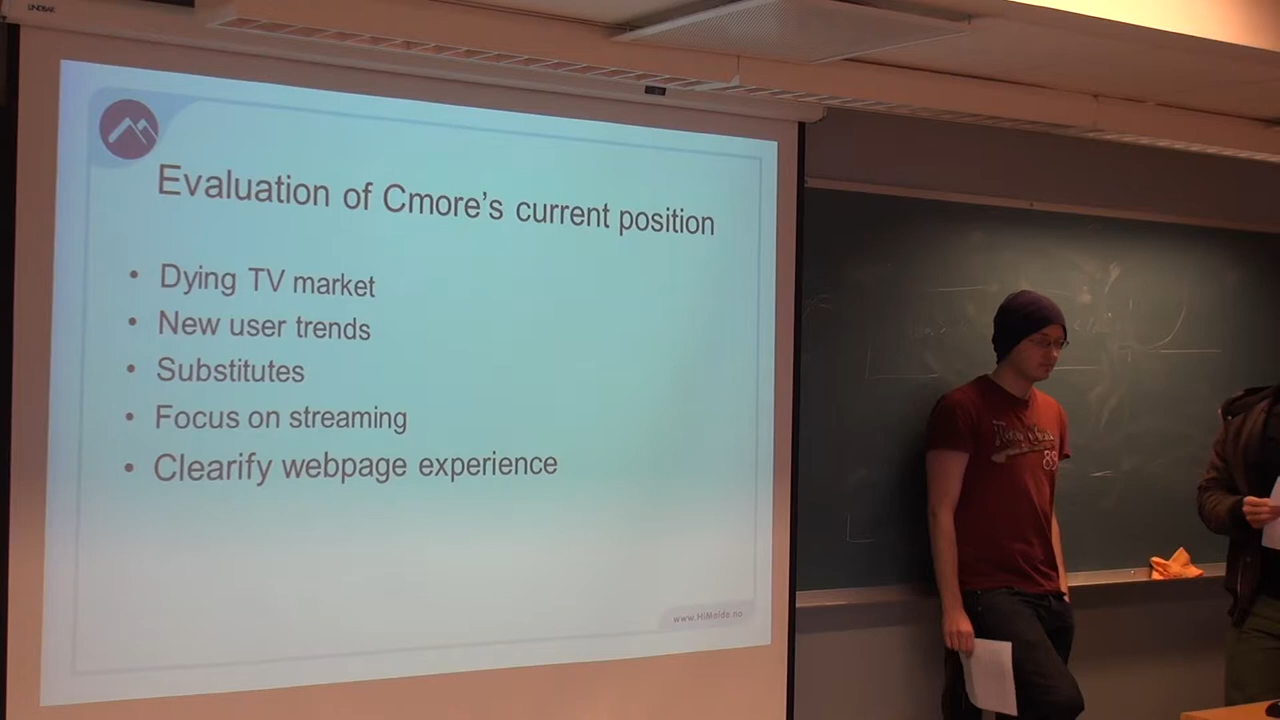 Evaluation of Cmore's current position
• Dying TV market
• New user trends
• Substitutes
• Focus on streaming
• Clearify webpage experience
www.HiMolde.no
89